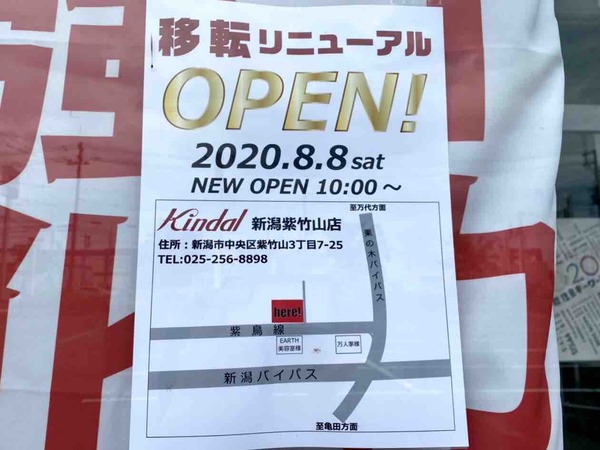 移転リニューアル
OPEN!
2020.8.8 sat
NEW OPEN 10:00～
Kindal 新潟紫竹山店
住所：新潟市中央区紫竹山3丁目7-25
TEL:025-256-8898
至万代方面
栗の木バイパス
here!
紫鳥線
EARTH
美容室様
万人家様
新潟バイパス
至亀田方面
20